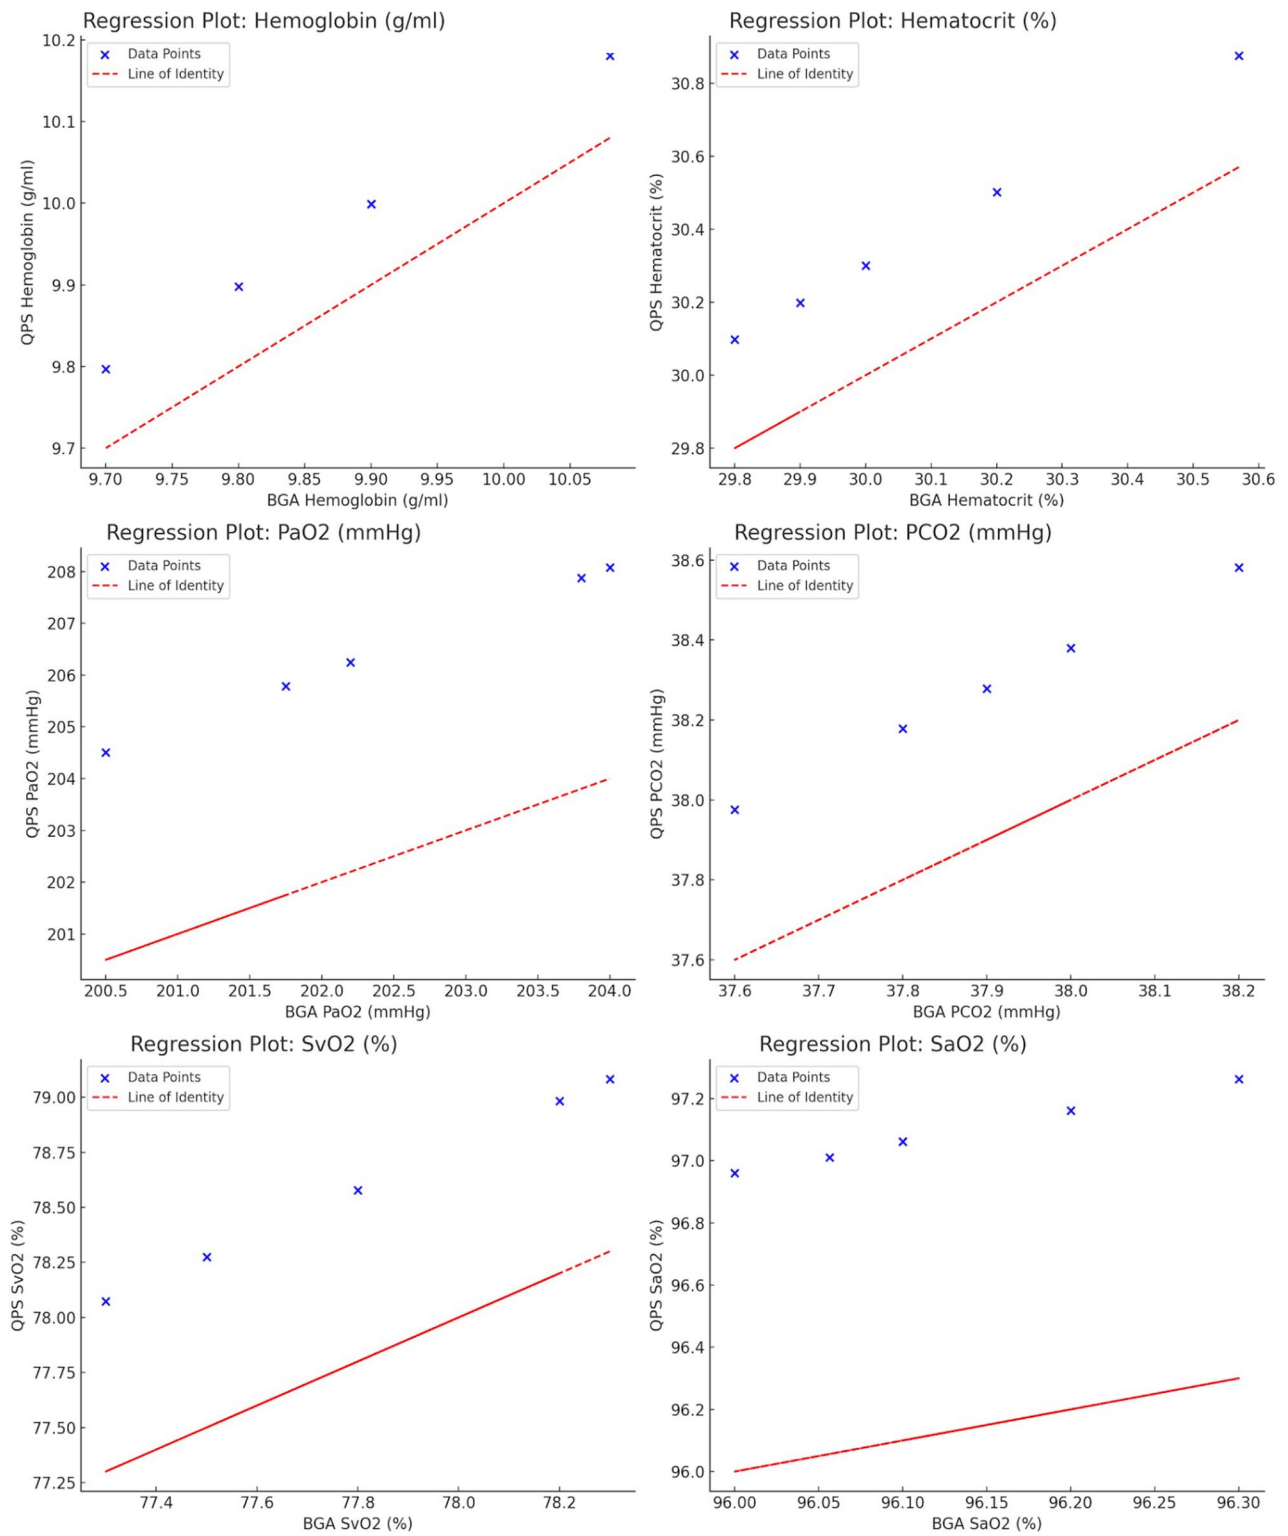 Regression Plot: Hemoglobin (g/ml)
Data Points
Line of Identity
QPS Hemoglobin (g/ml)
10.2
10.1
10.0
9.9
9.8
9.7
9.70
9.75
9.80
9.85
9.90
9.95
10.00
10.05
BGA Hemoglobin (g/ml)
Regression Plot: Hematocrit (%)
Data Points
Line of Identity
QPS Hematocrit (%)
30.8
30.6
30.4
30.2
30.0
29.8
29.8
29.9
30.0
30.1
30.2
30.3
30.4
30.5
30.6
BGA Hematocrit (%)
Regression Plot: PaO2 (mmHg)
Data Points
Line of Identity
QPS PaO2 (mmHg)
208
207
206
205
204
203
202
201
200.5
201.0
201.5
202.0
202.5
203.0
203.5
204.0
BGA PaO2 (mmHg)
Regression Plot: PCO2 (mmHg)
Data Points
Line of Identity
QPS PCO2 (mmHg)
38.6
38.4
38.2
38.0
37.8
37.6
37.6
37.7
37.8
37.9
38.0
38.1
38.2
BGA PCO2 (mmHg)
Regression Plot: SvO2 (%)
Data Points
Line of Identity
QPS SvO2 (%)
79.00
78.75
78.50
78.25
78.00
77.75
77.50
77.25
77.4
77.6
77.8
78.0
78.2
BGA SvO2 (%)
Regression Plot: SaO2 (%)
Data Points
Line of Identity
QPS SaO2 (%)
97.2
97.0
96.8
96.6
96.4
96.2
96.0
96.00
96.05
96.10
96.15
96.20
96.25
96.30
BGA SaO2 (%)